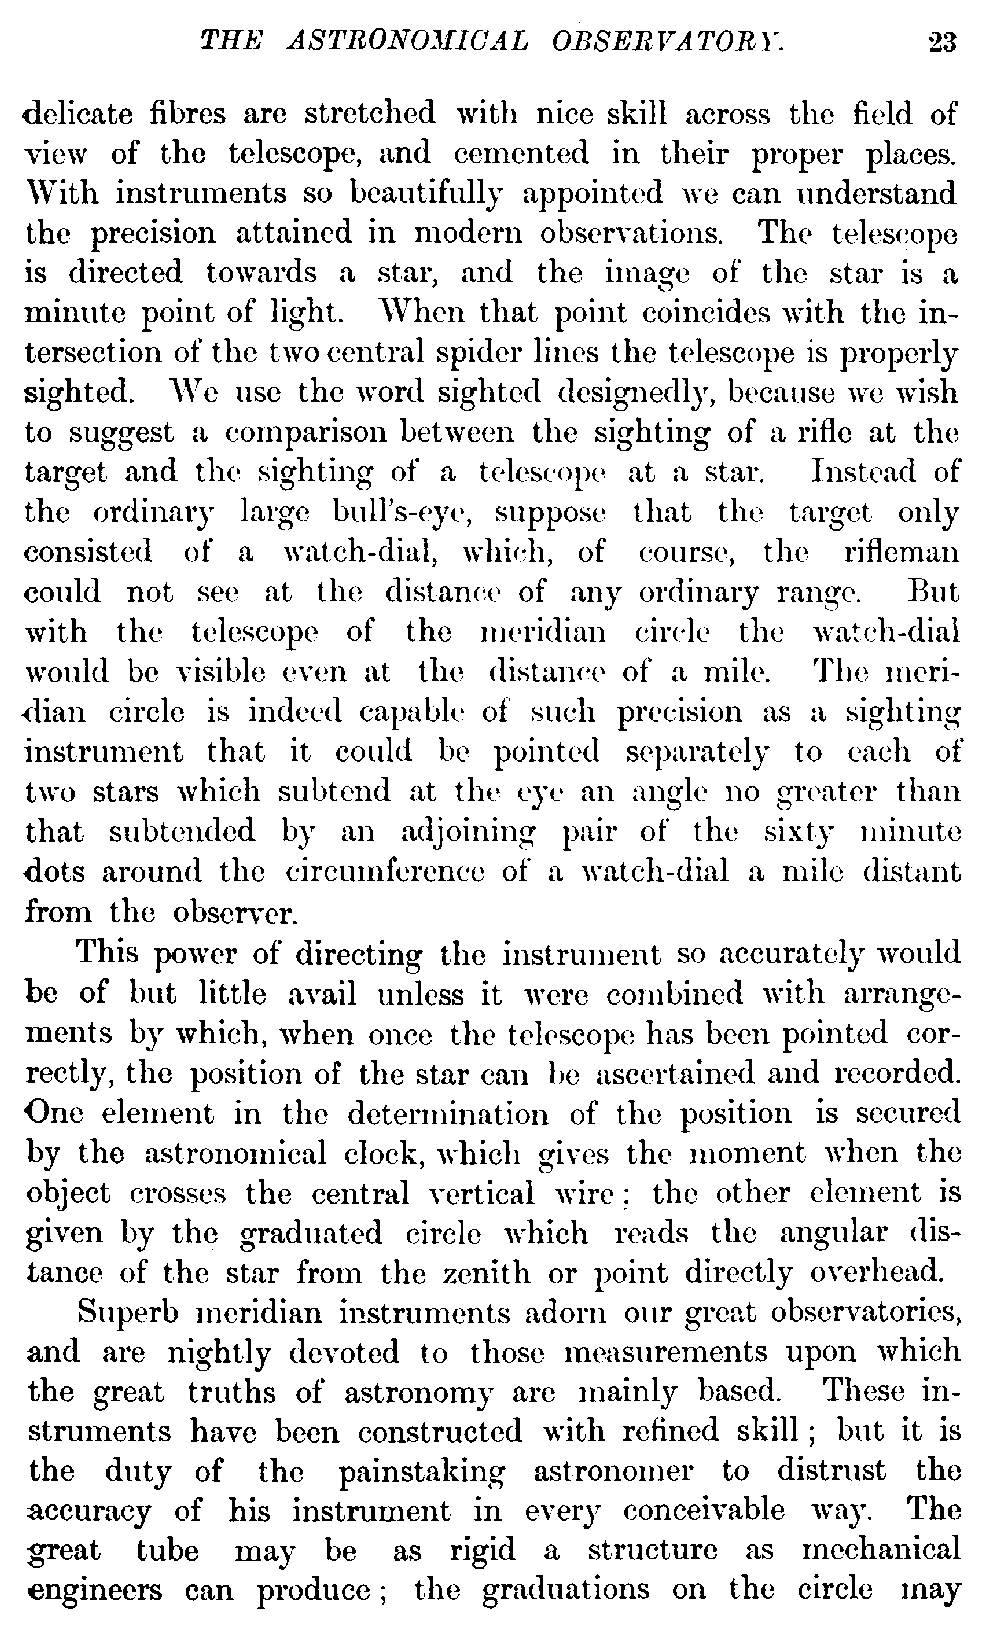 THE ASTRONOMICAL OBSERVATORY. 23
delicate fibres are stretched with nice skill across the field of
view of the telescope, and cemented in their proper places.
With instruments so beautifully appointed we can understand
the precision attained in modern observations. The telescope
is directed towards a star, and the image of the star is a
minute point of light. When that point coincides with the in-
tersection of the two central spider lines the telescope is properly
sighted. We use the word sighted designedly, because we wish
to suggest a comparison between the sighting of a rifle at the
target and the sighting of a telescope at a star. Instead of
the ordinary large bull's-eye, suppose that the target only
consisted of a watch-dial, which, of course, the rifleman
could not see at the distance of any ordinary range. But
with the telescope of the meridian circle the watch-dial
would be visible even at the distance of a mile. The meri-
dian circle is indeed capable of such precision as a sighting
instrument that it could be pointed separately to each of
two stars which subtend at the eye an angle no greater than
that subtended by an adjoining pair of the sixty minute
dots around the circumference of a watch-dial a mile distant
from the observer.
This power of directing the instrument so accurately would
be of but little avail unless it were combined with arrange-
ments by which, when once the telescope has been pointed cor-
rectly, the position of the star can be ascertained and recorded.
One element in the determination of the position is secured
by the astronomical clock, which gives the moment when the
object crosses the central vertical wire; the other element is
given by the graduated circle which reads the angular dis-
tance of the star from the zenith or point directly overhead.
Superb meridian instruments adorn our great observatories,
and are nightly devoted to those measurements upon which
the great truths of astronomy are mainly based. These in-
struments have been constructed with refined skill; but it is
the duty of the painstaking astronomer to distrust the
accuracy of his instrument in every conceivable way. The
great tube may be as rigid a structure as mechanical
engineers can produce; the graduations on the circle may